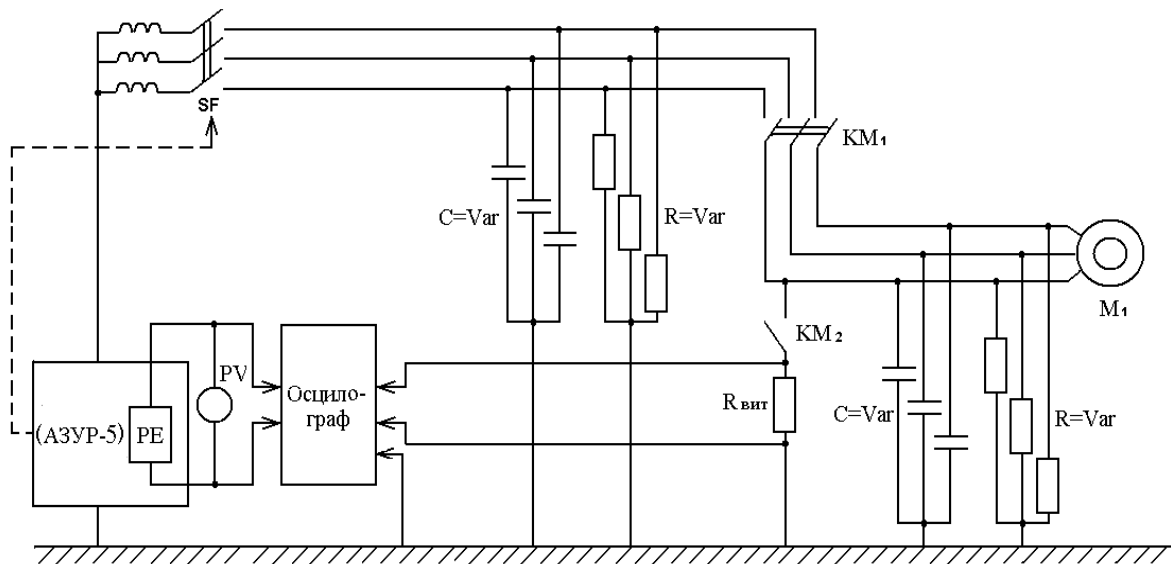 SF
KM₁
C=Var
R=Var
M₁
KM₂
PV
Осцило-
граф
R вит
(АЗУР-5)
РЕ
C=Var
R=Var